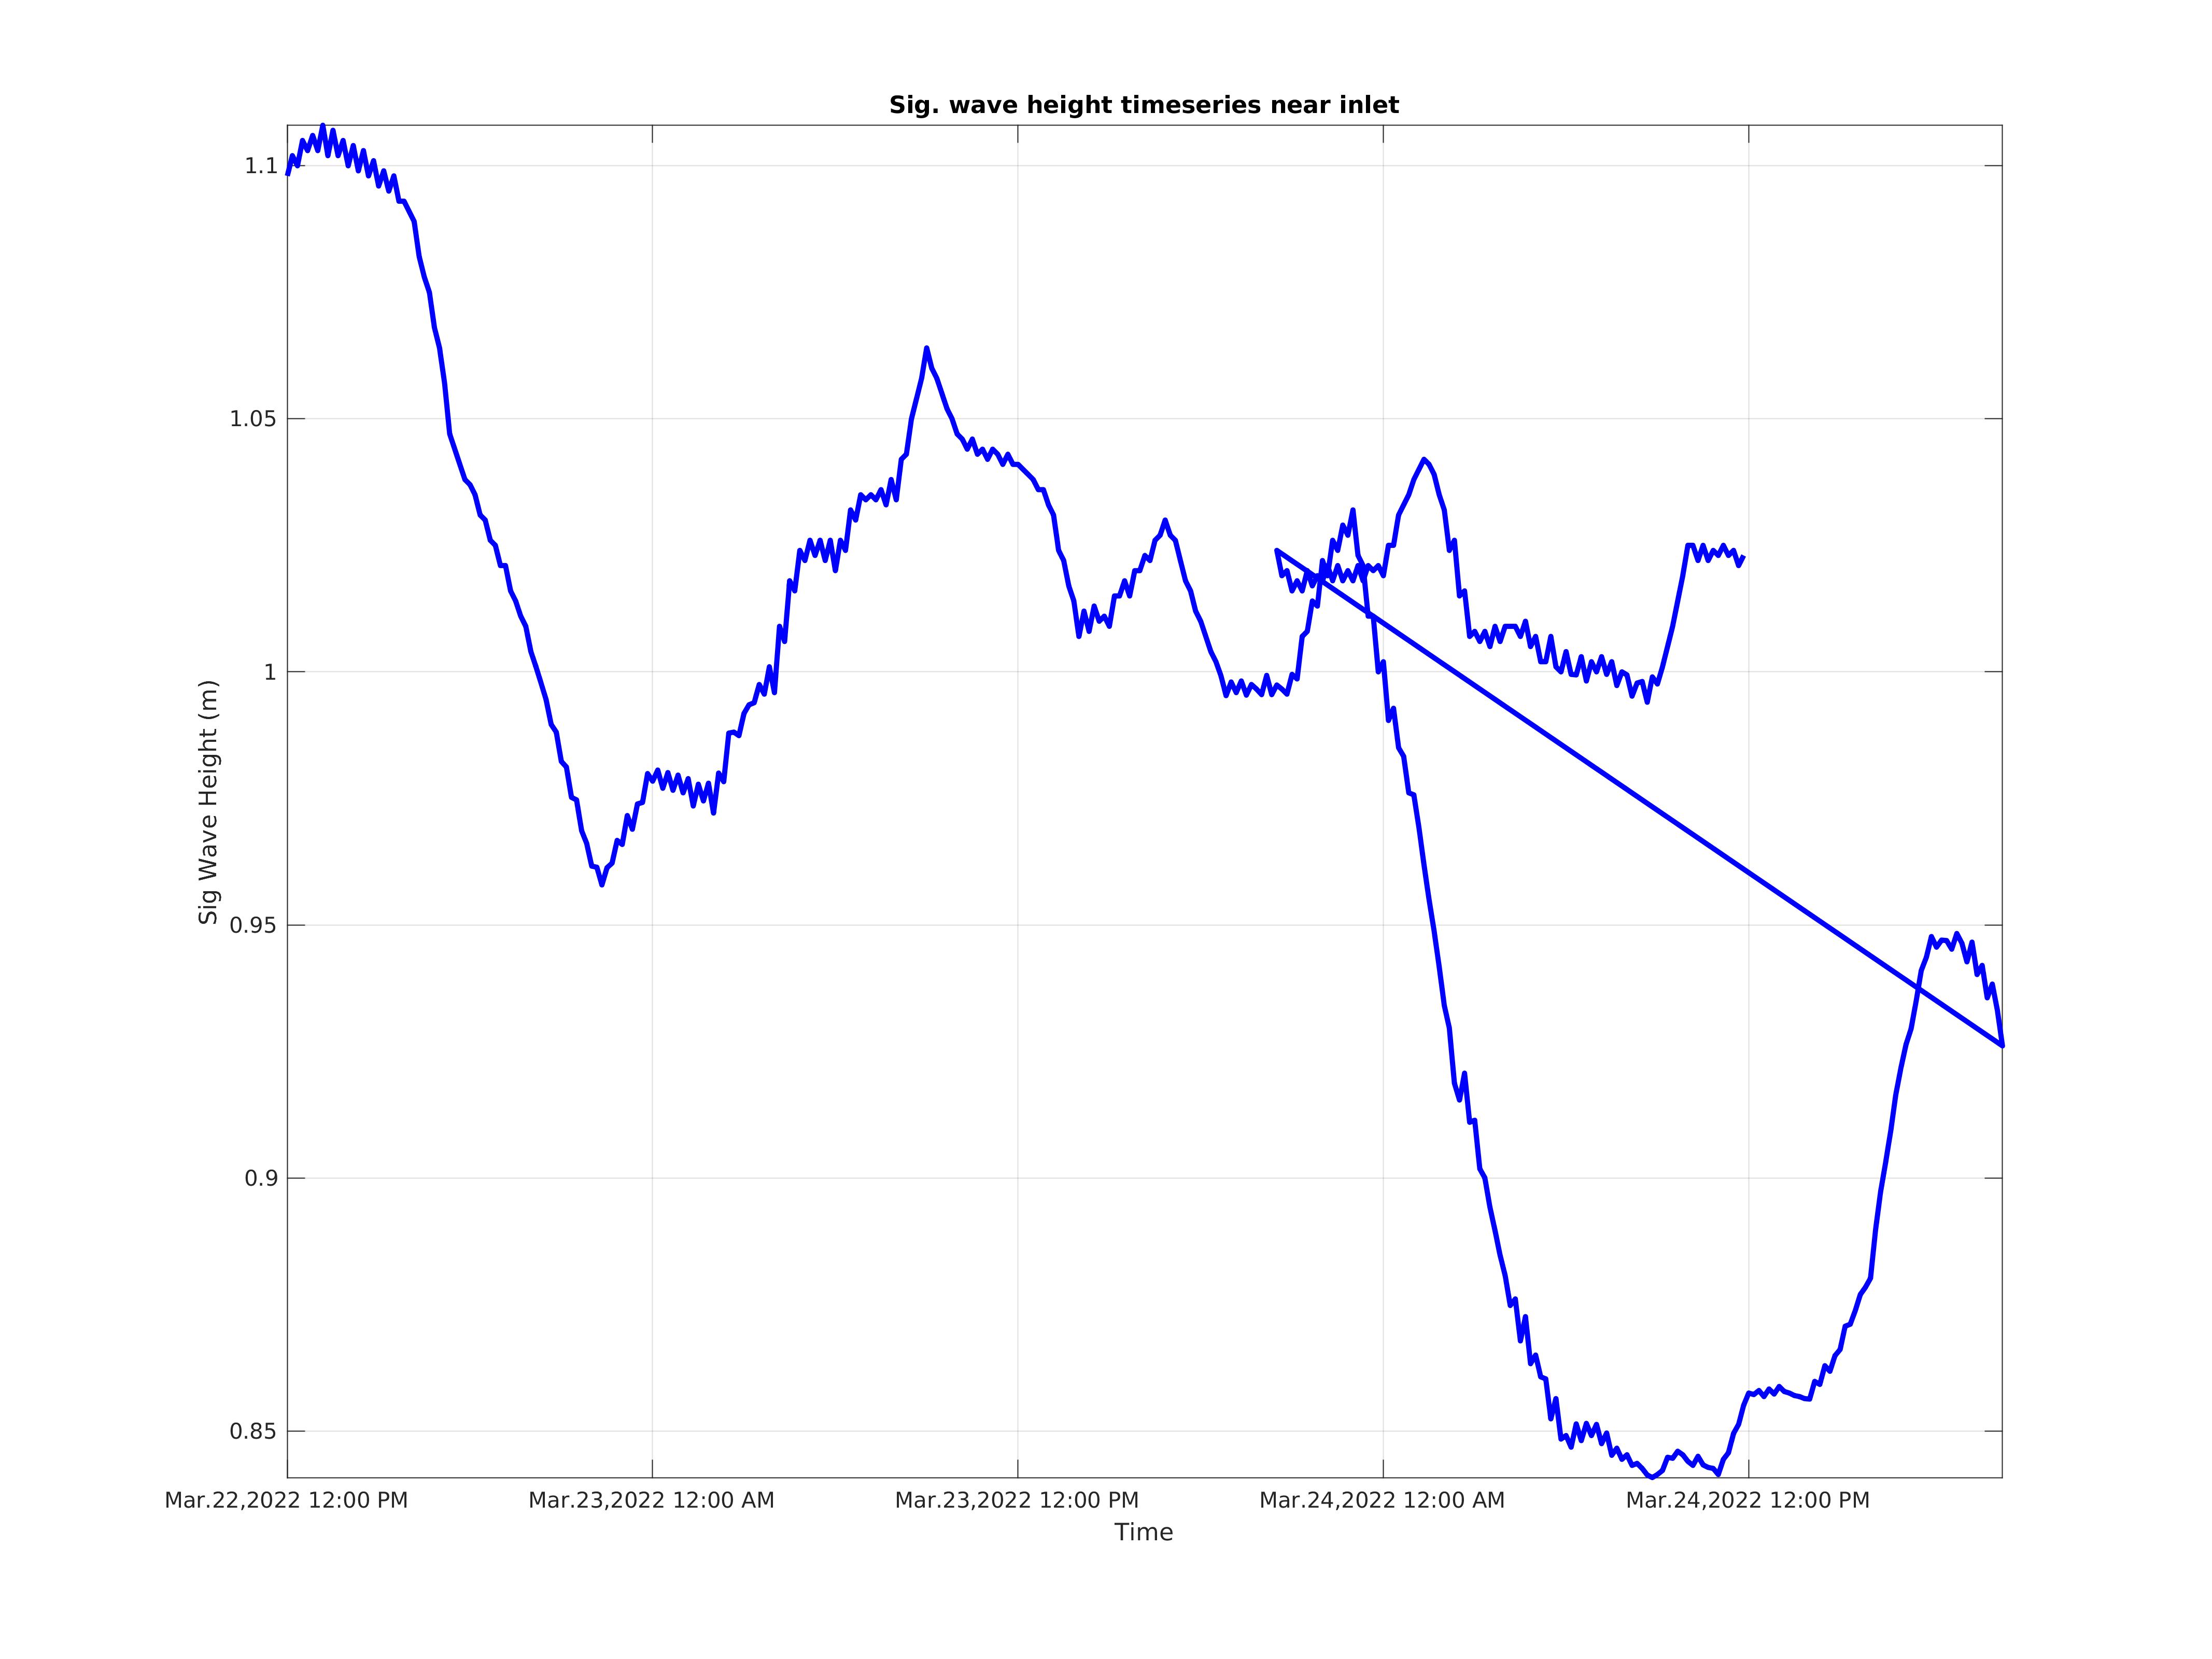 Sig. wave height timeseries near inlet
1.1
1.05
1
0.95
0.9
0.85
Sig Wave Height (m)
Mar.22,2022 12:00 PM
Mar.23,2022 12:00 AM
Mar.23,2022 12:00 PM
Mar.24,2022 12:00 AM
Mar.24,2022 12:00 PM
Time